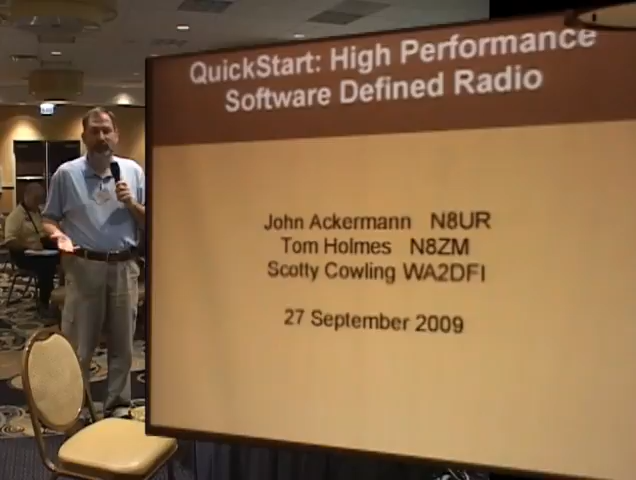 QuickStart: High Performance
Software Defined Radio
John Ackermann N8UR
Tom Holmes N8ZM
Scotty Cowling WA2DFI
27 September 2009